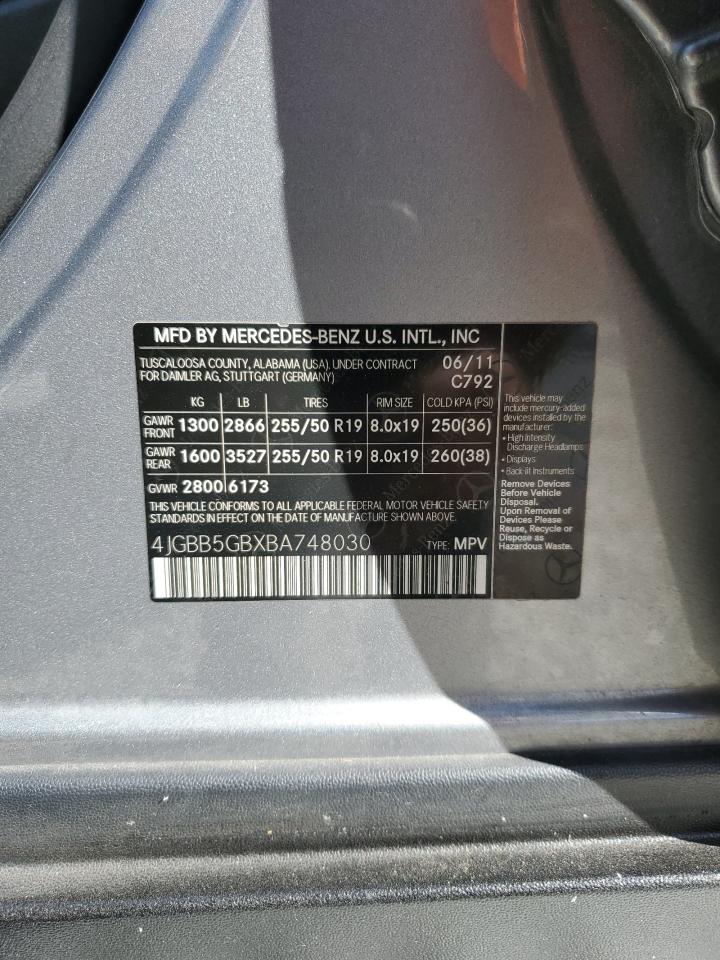 MFD BY MERCEDES-BENZ U.S. INTL., INC
TUSCALOOSA COUNTY, ALABAMA (USA). UNDER CONTRACT
FOR DAIMLER AG, STUTTGART (GERMANY)
06/11
C792
KG LB TIRES RIM SIZE COLD KPA (PSI)
GAWR FRONT 1300 2866 255/50 R19 8.0x19 250(36)
GAWR REAR 1600 3527 255/50 R19 8.0x19 260(38)
GVWR 2800 6173
THIS VEHICLE CONFORMS TO ALL APPLICABLE FEDERAL MOTOR VEHICLE SAFETY
STANDARDS IN EFFECT ON THE DATE OF MANUFACTURE SHOWN ABOVE.
4JGBB5GBXBA748030 TYPE: MPV
This vehicle may
include mercury-added
devices installed by the
manufacturer:
• High Intensity
Discharge Headlamps
• Displays
• Back-lit Instruments
Remove Devices
Before Vehicle
Disposal.
Upon Removal of
Devices Please
Reuse, Recycle or
Dispose as
Hazardous Waste.